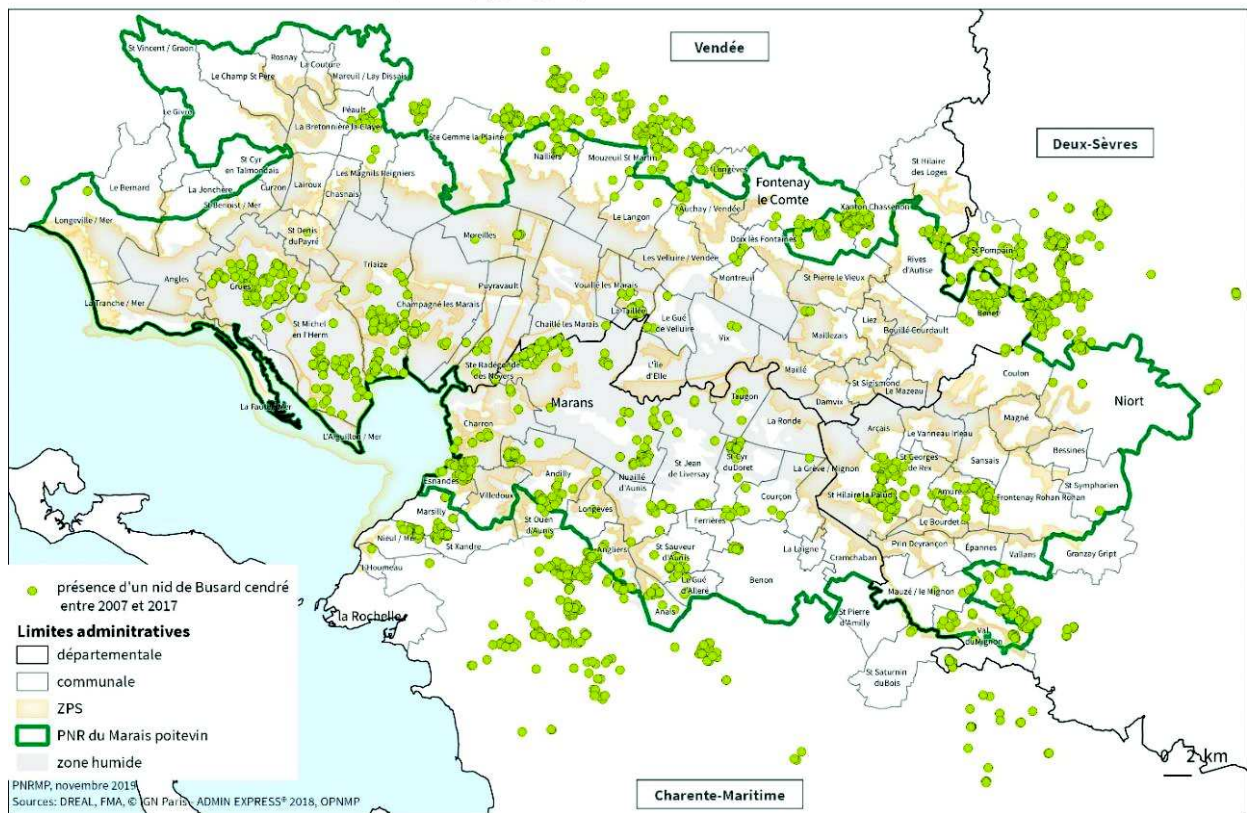 Vendée
Deux-Sèvres
Charente-Maritime
St Vincent / Graon
Rosnay
La Couture
Le Champ St Père
Mareuil / Lay Dissais
Péault
La Bretonnière la Claye
Le Givre
Ste Gemme la Plaine
St Cyr
en Talmondais
Le Bernard
La Jonchère
Curzon
Lairoux
Les Magnils Reigniers
Chasnais
St Benoist / Mer
Longeville / Mer
St Denis
du Payré
Nalliers
Mouzeuil St Martin
Longèves
Fontenay
le Comte
St Hilaire
des Loges
Xanton Chassenon
Auchay / Vendée
Le Langon
Doix lès Fontaines
Moreilles
Les Velluire / Vendée
Montreuil
St Pompain
Rives
d'Autise
St Pierre le Vieux
Angles
Grues
Triaize
Puyravault
Vouillé les Marais
La Tranche / Mer
Champagné les Marais
La Taillée
Benet
Liez
Bouillé Courdault
St Michel
en l'Herm
Chaillé les Marais
Le Gué
de Velluire
Vix
Maillezais
Ste Radégonde
des Noyers
L'Île
d'Elle
Maillé
St Sigismond
Le Mazeau
Coulon
Damvix
Niort
La Faute / Mer
L'Aiguillon / Mer
Marans
Taugon
La Ronde
Magné
Charron
Arçais
Le Vanneau Irleau
Bessines
St Georges
de Rex
Sansais
Andilly
Nuaillé
d'Aunis
St Jean
de Liversay
St Cyr
du Doret
La Grève / Mignon
St Symphorien
Esnandes
Villedoux
St Hilaire la Palud
Amuré
Frontenay Rohan Rohan
Courçon
Marsilly
St Ouen
d'Aunis
Longèves
Le Bourdet
Nieul / Mer
St Xandre
Ferrières
Prin Deyrançon
Épannes
Vallans
Granzay Gript
Angliers
St Sauveur
d'Aunis
La Laigne
Cramchaban
L'Houmeau
Le Gué
d'Alleré
Benon
Mauzé / le Mignon
Anais
St Pierre
d'Amilly
Val
du Mignon
la Rochelle
St Saturnin
du Bois
présence d'un nid de Busard cendré
entre 2007 et 2017
Limites adminitratives
départementale
communale
ZPS
PNR du Marais poitevin
zone humide
PNRMP, novembre 2019
Sources: DREAL, FMA, © IGN Paris - ADMIN EXPRESS® 2018, OPNMP
0 2 km